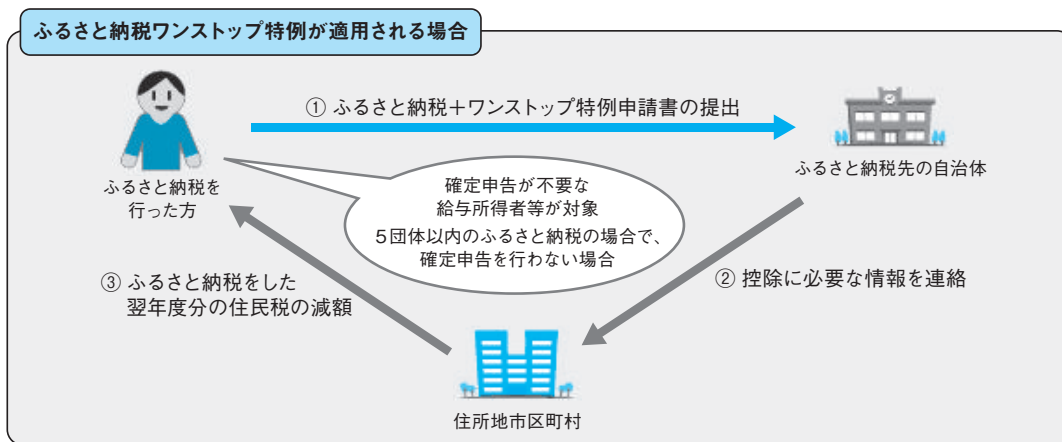 ふるさと納税ワンストップ特例が適用される場合
① ふるさと納税＋ワンストップ特例申請書の提出
ふるさと納税を
行った方
ふるさと納税先の自治体
確定申告が不要な
給与所得者等が対象
5団体以内のふるさと納税の場合で、
確定申告を行わない場合
② 控除に必要な情報を連絡
③ ふるさと納税をした
翌年度分の住民税の減額
住所地市区町村